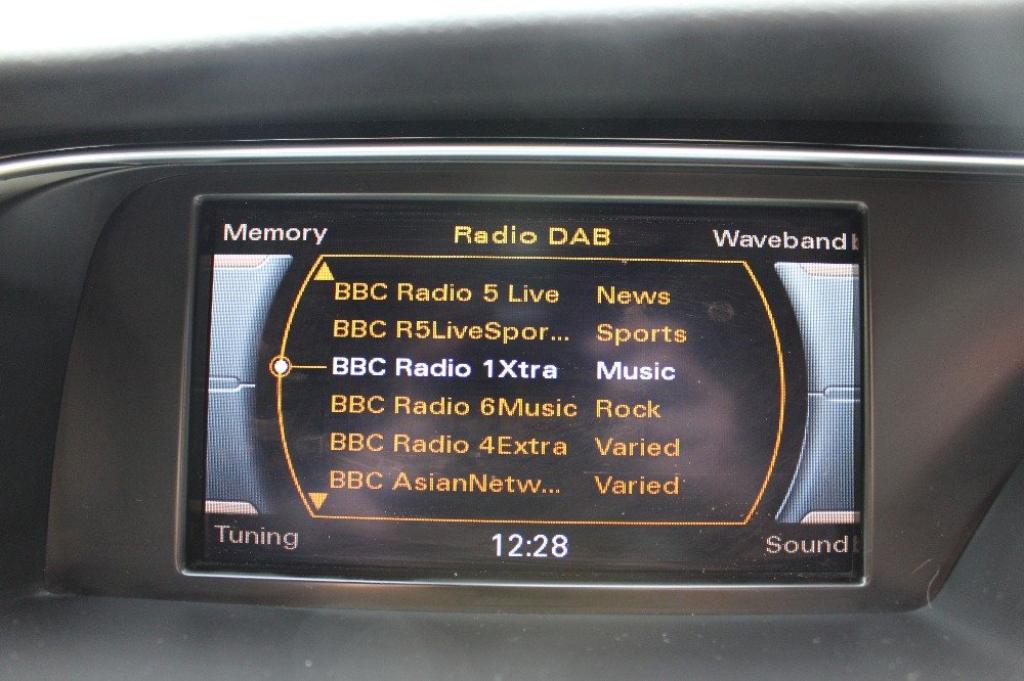 Memory Radio DAB Waveband
BBC Radio 5 Live News
BBC R5LiveSpor... Sports
BBC Radio 1Xtra Music
BBC Radio 6Music Rock
BBC Radio 4Extra Varied
BBC AsianNetw... Varied
Tuning 12:28 Sound